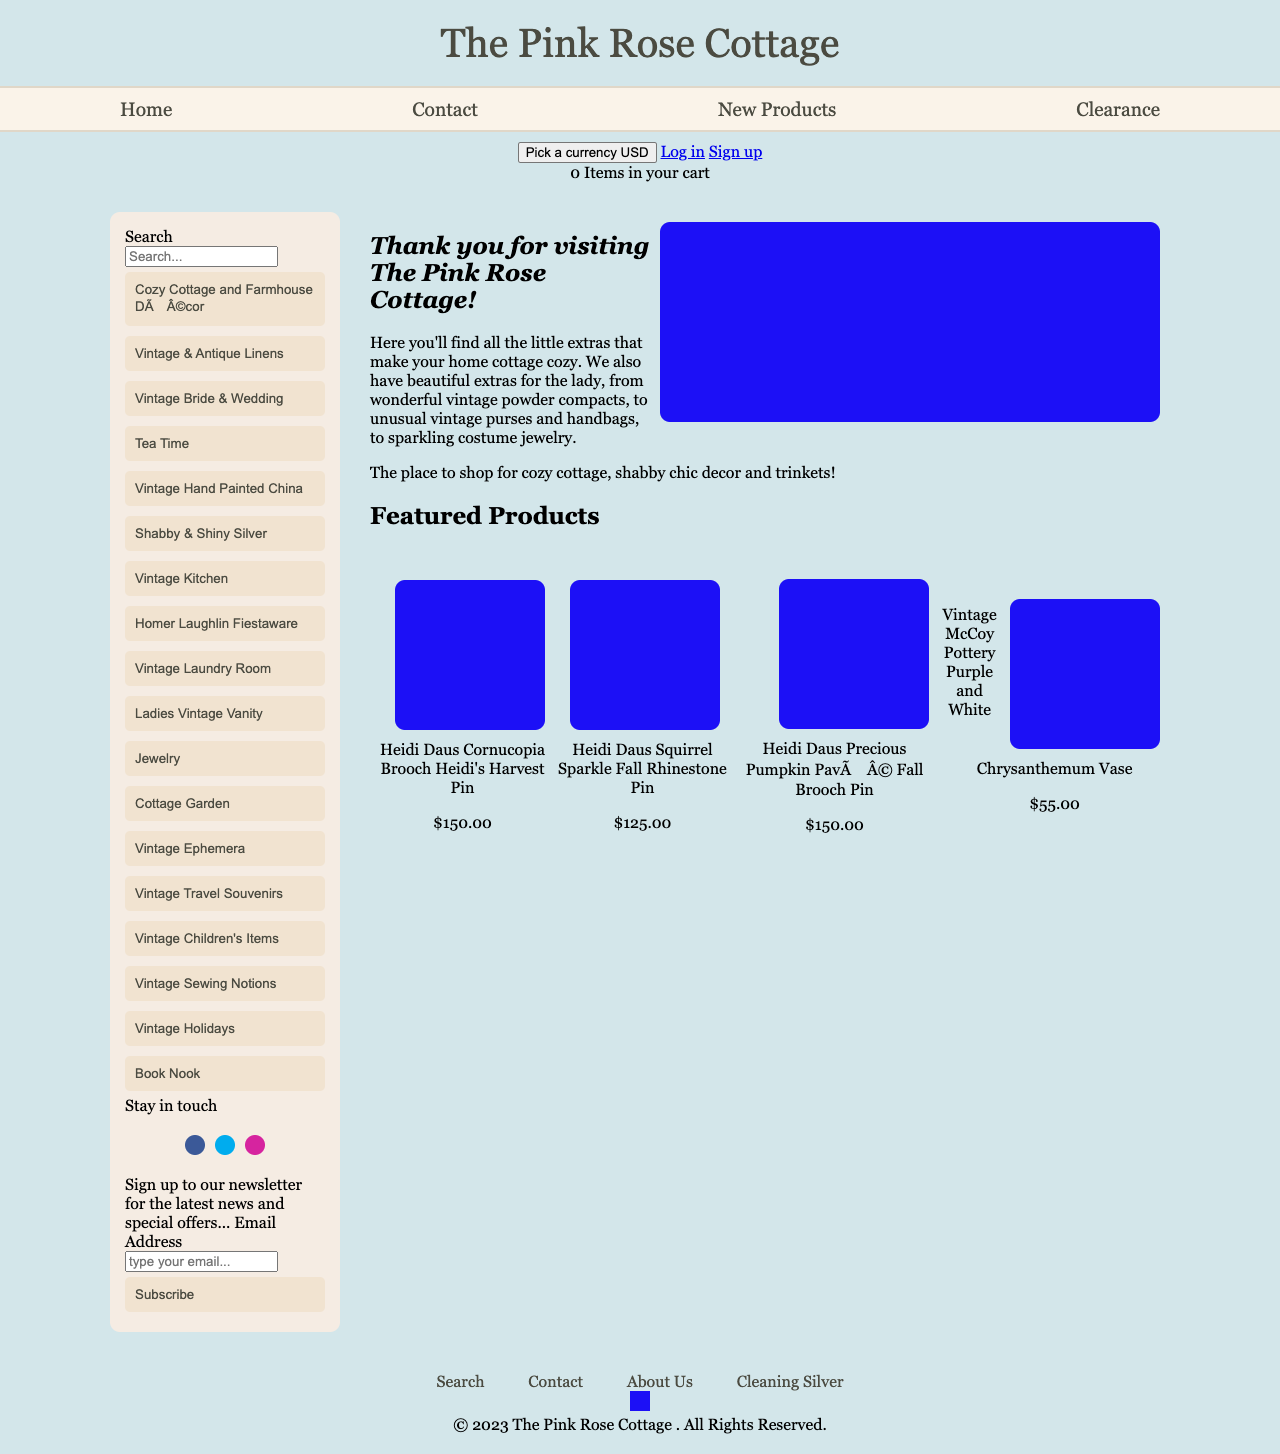 The Pink Rose Cottage
Home
Contact
New Products
Clearance
Pick a currency USD Log in Sign up
0 Items in your cart
Search
Search...
Cozy Cottage and Farmhouse
DÃ Â©cor
Vintage & Antique Linens
Vintage Bride & Wedding
Tea Time
Vintage Hand Painted China
Shabby & Shiny Silver
Vintage Kitchen
Homer Laughlin Fiestaware
Vintage Laundry Room
Ladies Vintage Vanity
Jewelry
Cottage Garden
Vintage Ephemera
Vintage Travel Souvenirs
Vintage Children's Items
Vintage Sewing Notions
Vintage Holidays
Book Nook
Stay in touch
Sign up to our newsletter
for the latest news and
special offers... Email
Address
type your email...
Subscribe
Thank you for visiting
The Pink Rose
Cottage!
Here you'll find all the little extras that
make your home cottage cozy. We also
have beautiful extras for the lady, from
wonderful vintage powder compacts, to
unusual vintage purses and handbags,
to sparkling costume jewelry.
The place to shop for cozy cottage, shabby chic decor and trinkets!
Featured Products
Heidi Daus Cornucopia
Brooch Heidi's Harvest
Pin
$150.00
Heidi Daus Squirrel
Sparkle Fall Rhinestone
Pin
$125.00
Heidi Daus Precious
Pumpkin PavÃ Â© Fall
Brooch Pin
$150.00
Vintage
McCoy
Pottery
Purple
and
White
Chrysanthemum Vase
$55.00
Search
Contact
About Us
Cleaning Silver
© 2023 The Pink Rose Cottage . All Rights Reserved.